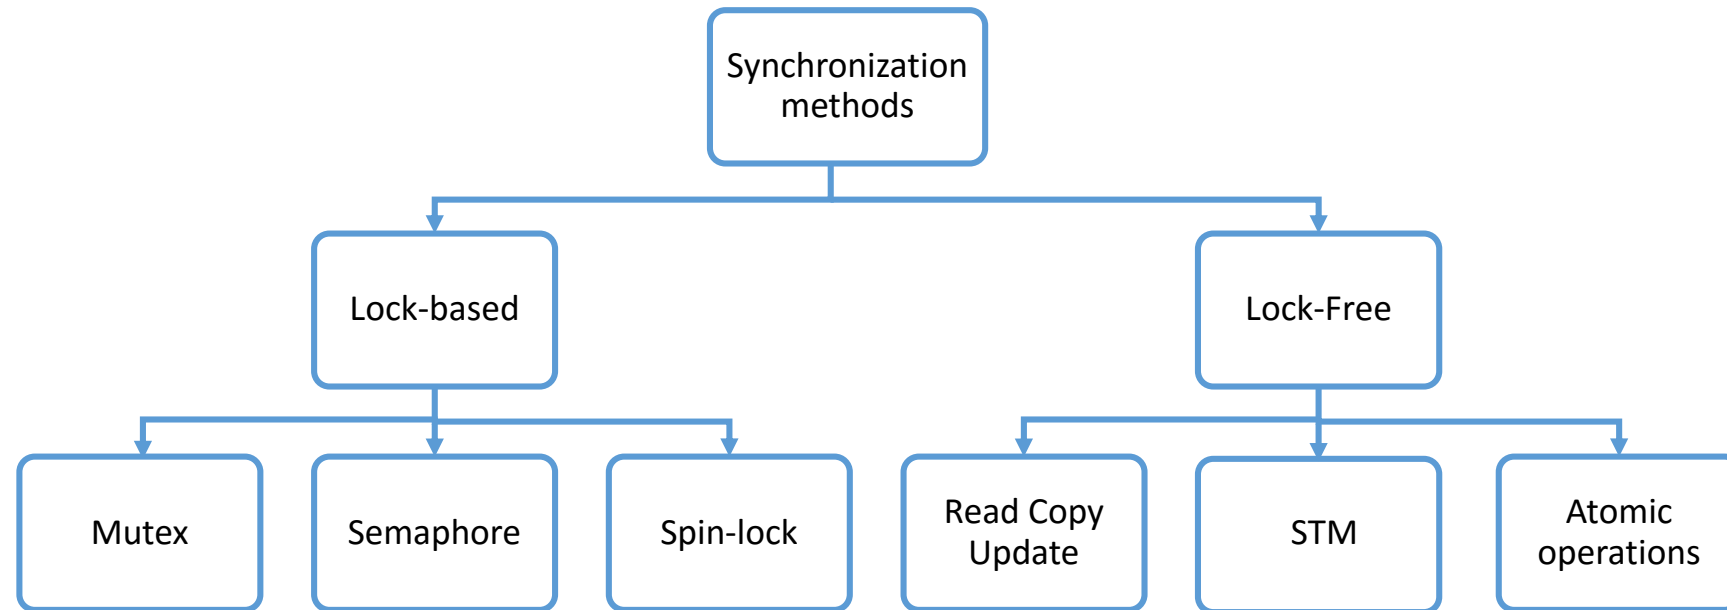 Synchronization
methods
Lock-based
Lock-Free
Mutex
Semaphore
Spin-lock
Read Copy
Update
STM
Atomic
operations